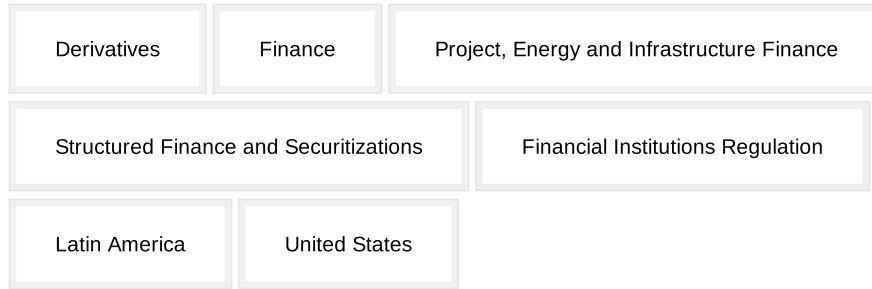 Derivatives Finance Project, Energy and Infrastructure Finance
Structured Finance and Securitizations Financial Institutions Regulation
Latin America United States